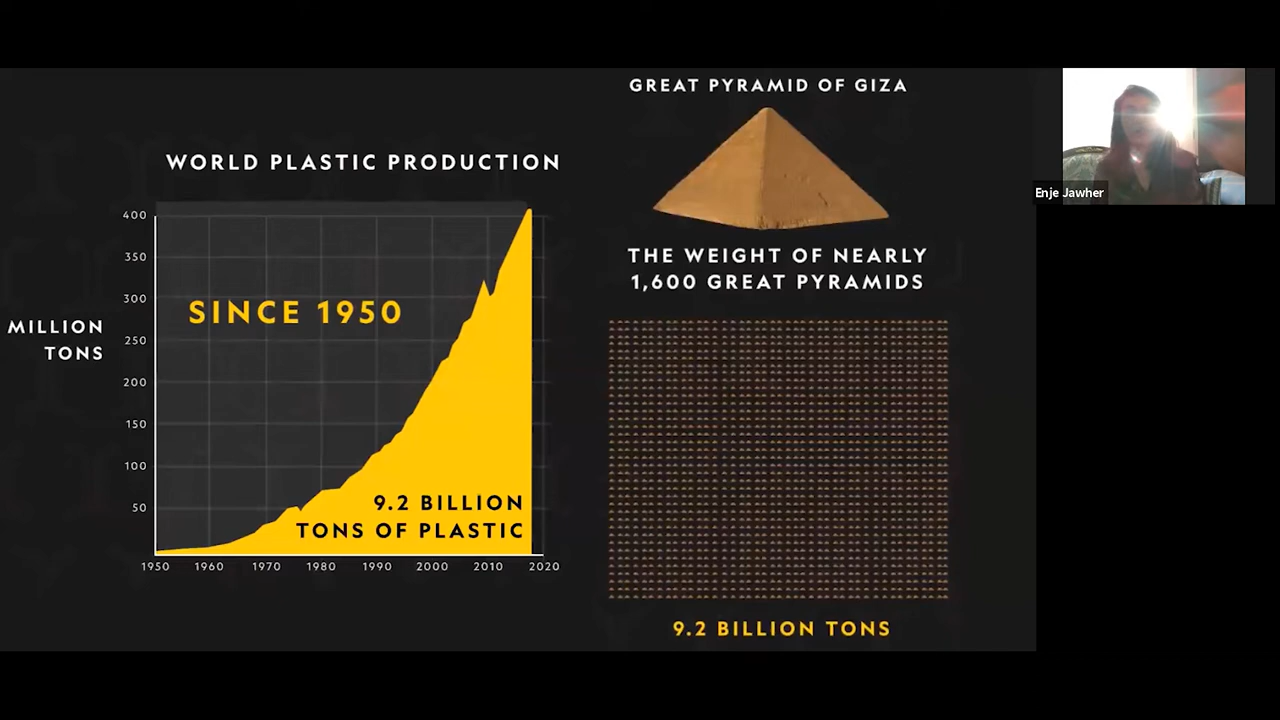 WORLD PLASTIC PRODUCTION
400
350
300
250
200
150
100
50
MILLION
TONS
SINCE 1950
9.2 BILLION
TONS OF PLASTIC
1950 1960 1970 1980 1990 2000 2010 2020
GREAT PYRAMID OF GIZA
THE WEIGHT OF NEARLY
1,600 GREAT PYRAMIDS
9.2 BILLION TONS
Enje Jawher